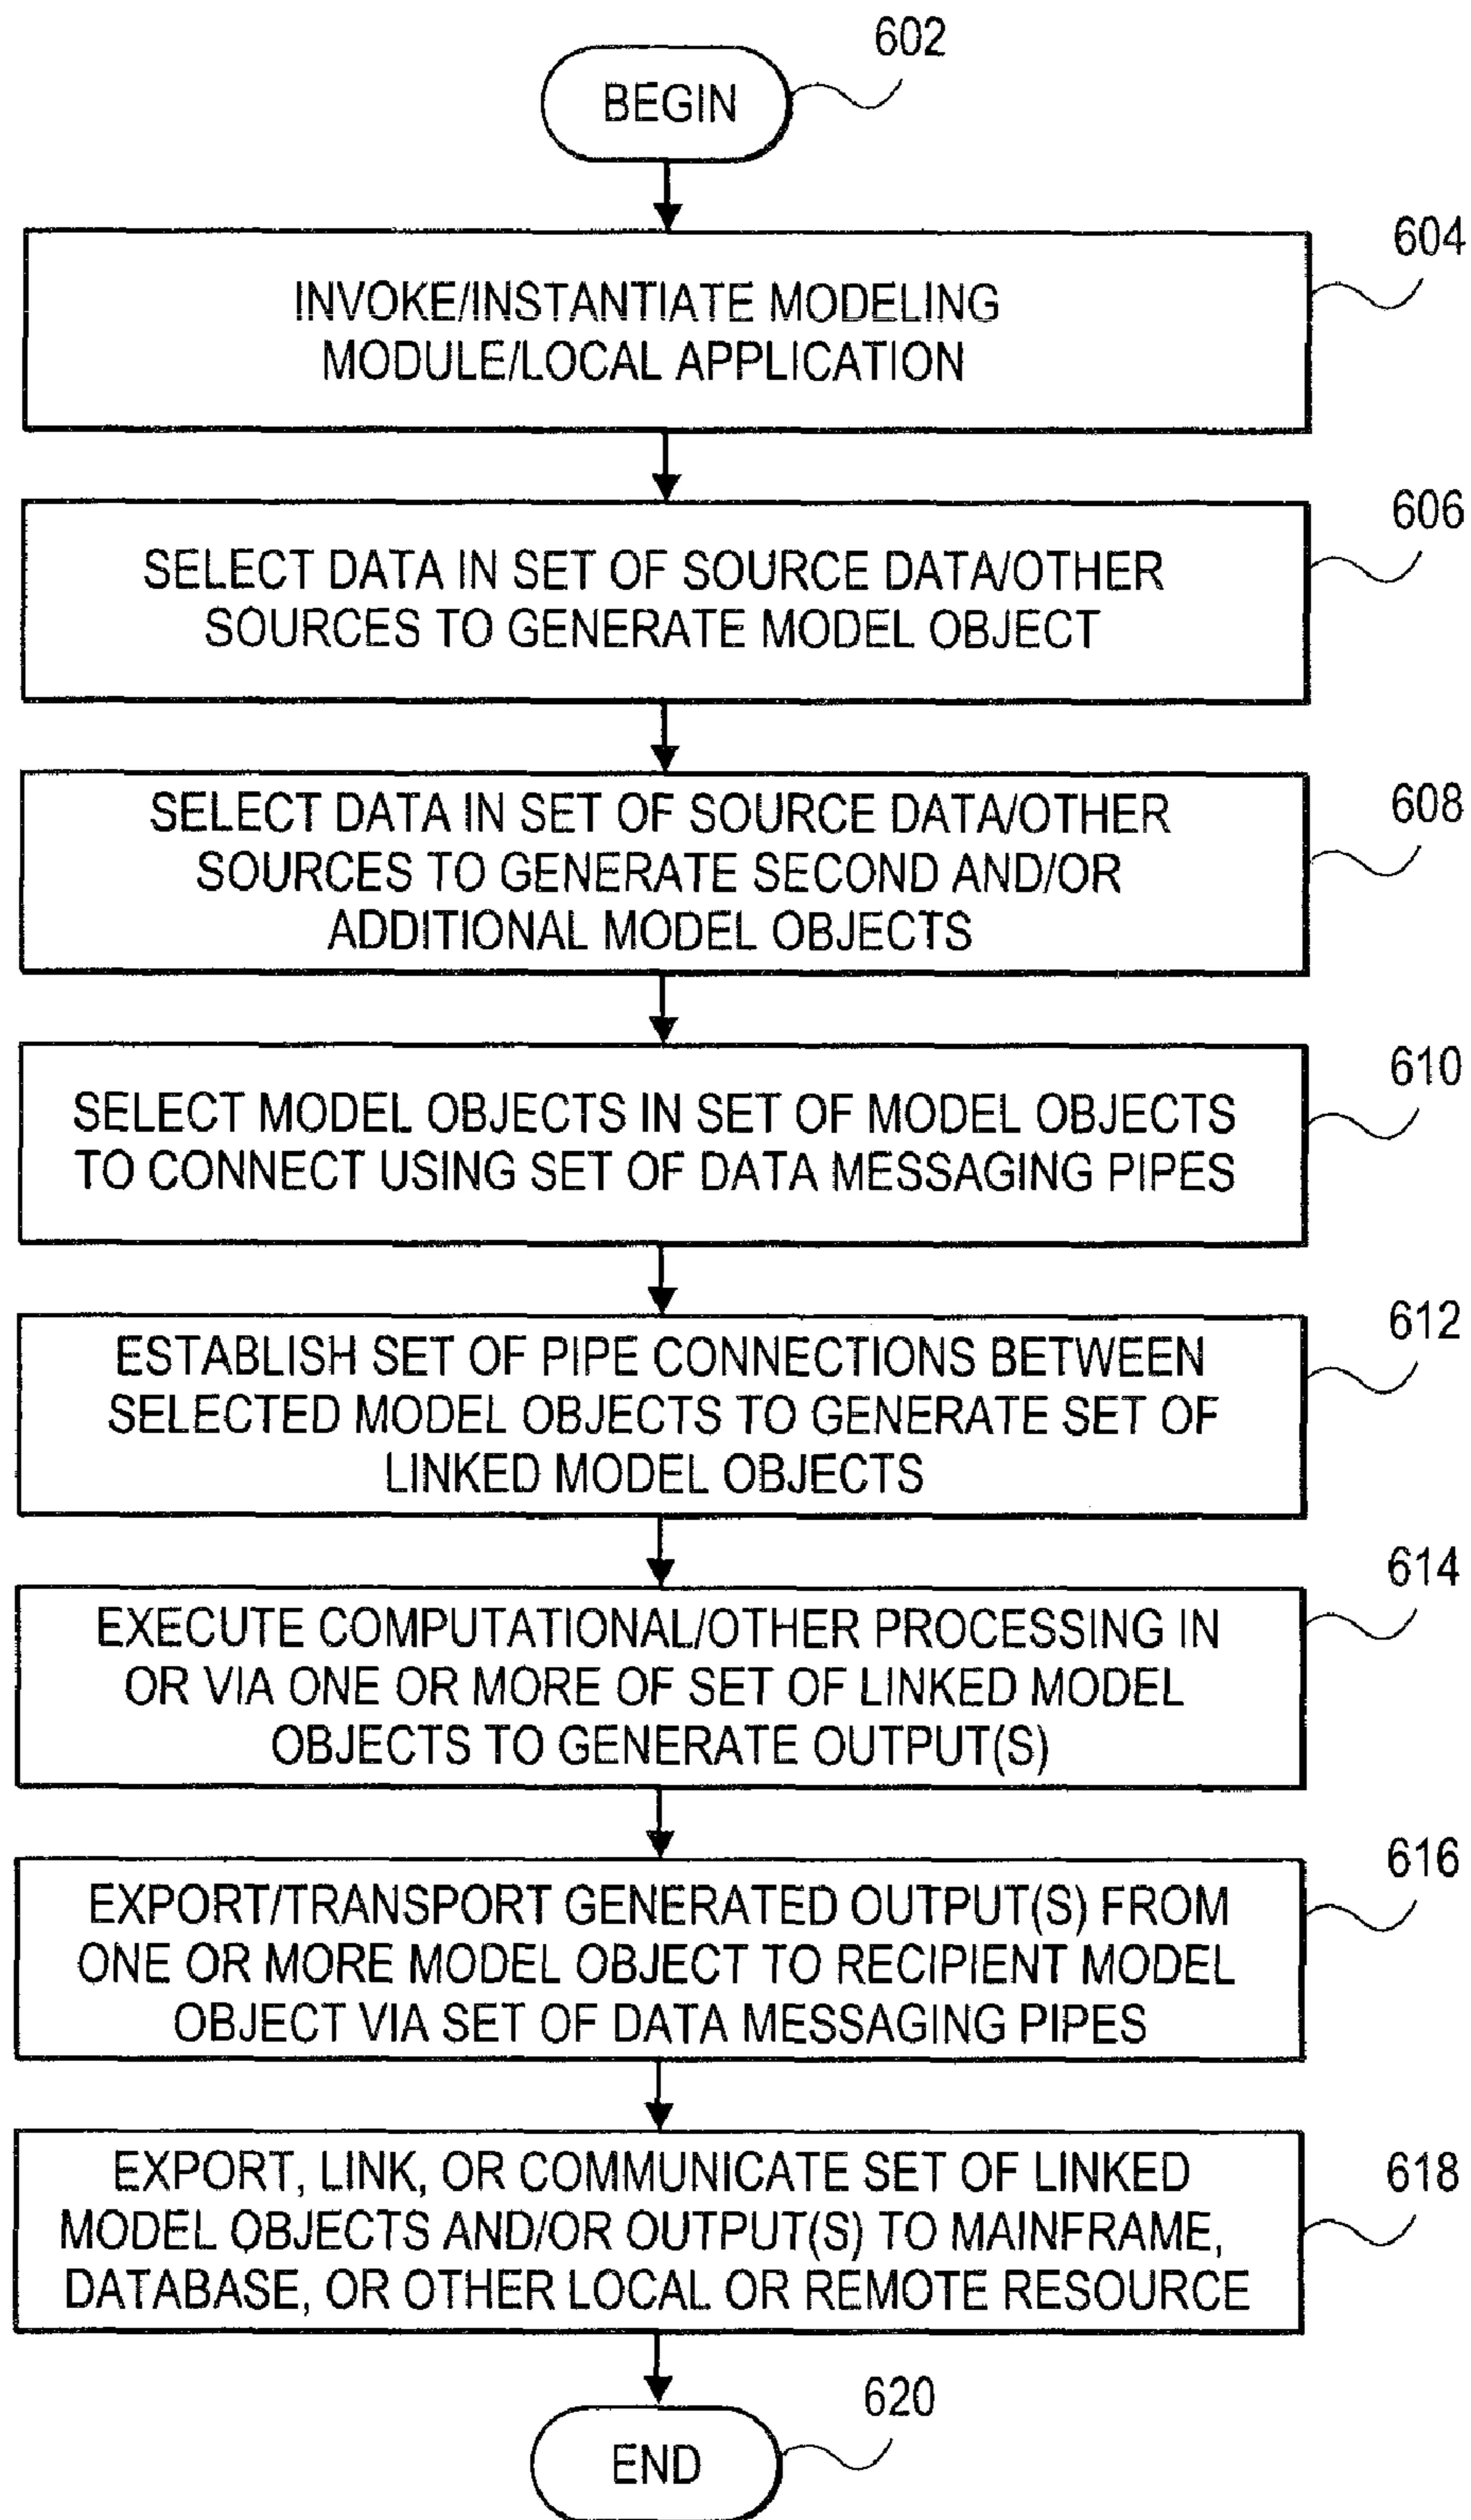 602
BEGIN
604
INVOKE/INSTANTIATE MODELING
MODULE/LOCAL APPLICATION
606
SELECT DATA IN SET OF SOURCE DATA/OTHER
SOURCES TO GENERATE MODEL OBJECT
608
SELECT DATA IN SET OF SOURCE DATA/OTHER
SOURCES TO GENERATE SECOND AND/OR
ADDITIONAL MODEL OBJECTS
610
SELECT MODEL OBJECTS IN SET OF MODEL OBJECTS
TO CONNECT USING SET OF DATA MESSAGING PIPES
612
ESTABLISH SET OF PIPE CONNECTIONS BETWEEN
SELECTED MODEL OBJECTS TO GENERATE SET OF
LINKED MODEL OBJECTS
614
EXECUTE COMPUTATIONAL/OTHER PROCESSING IN
OR VIA ONE OR MORE OF SET OF LINKED MODEL
OBJECTS TO GENERATE OUTPUT(S)
616
EXPORT/TRANSPORT GENERATED OUTPUT(S) FROM
ONE OR MORE MODEL OBJECT TO RECIPIENT MODEL
OBJECT VIA SET OF DATA MESSAGING PIPES
618
EXPORT, LINK, OR COMMUNICATE SET OF LINKED
MODEL OBJECTS AND/OR OUTPUT(S) TO MAINFRAME,
DATABASE, OR OTHER LOCAL OR REMOTE RESOURCE
620
END